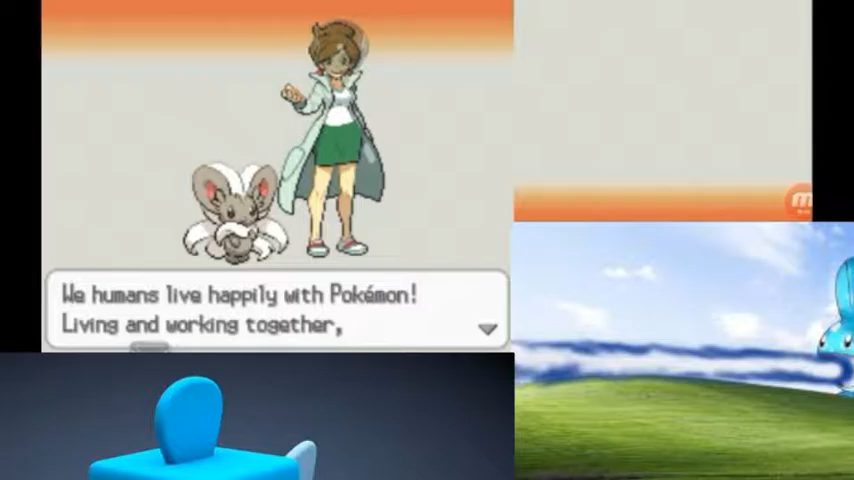 We humans live happily with Pokémon!
Living and working together,